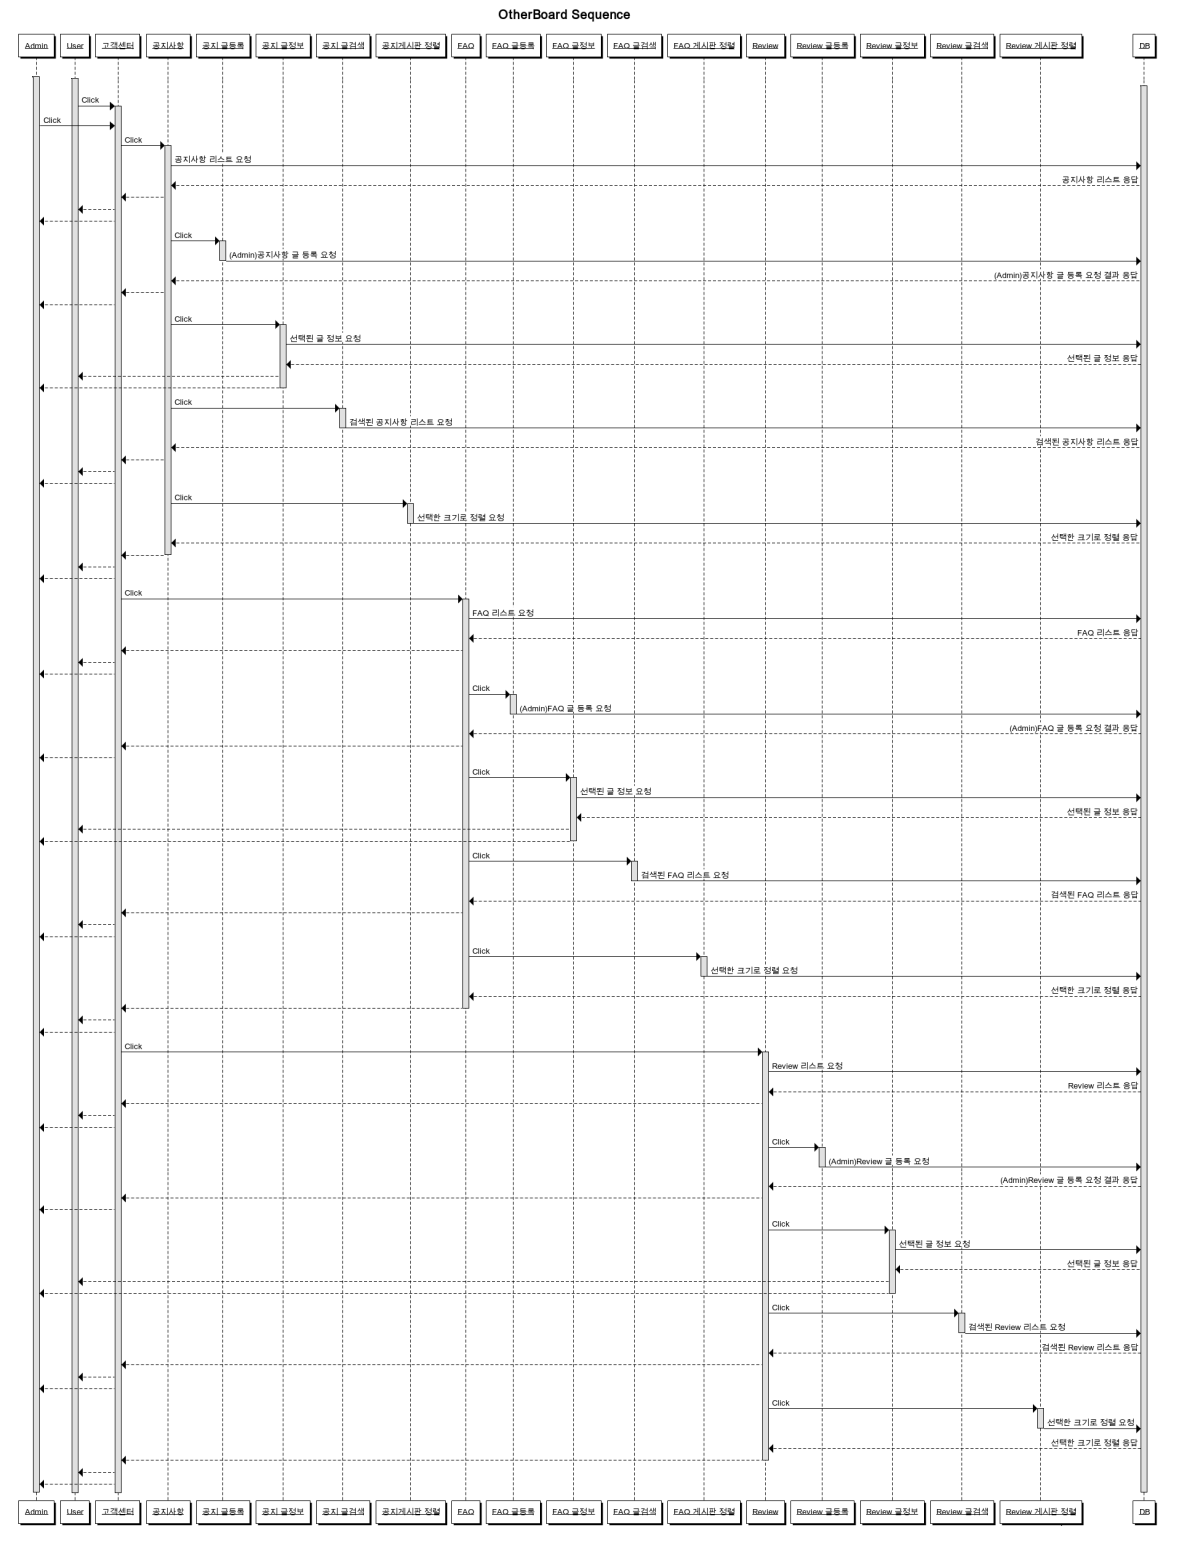 OtherBoard Sequence
Admin User 고객센터 공지사항 공지 글등록 공지 글정보 공지 글검색 공지게시판 정렬 FAQ FAQ 글등록 FAQ 글정보 FAQ 글검색 FAQ 게시판 정렬 Review Review 글등록 Review 글정보 Review 글검색 Review 게시판 정렬 DB
Click
Click
Click
공지사항 리스트 요청
공지사항 리스트 응답
Click
(Admin)공지사항 글 등록 요청
(Admin)공지사항 글 등록 요청 결과 응답
Click
선택된 글 정보 요청
선택된 글 정보 응답
Click
검색된 공지사항 리스트 요청
검색된 공지사항 리스트 응답
Click
선택한 크기로 정렬 요청
선택한 크기로 정렬 응답
Click
FAQ 리스트 요청
FAQ 리스트 응답
Click
(Admin)FAQ 글 등록 요청
(Admin)FAQ 글 등록 요청 결과 응답
Click
선택된 글 정보 요청
선택된 글 정보 응답
Click
검색된 FAQ 리스트 요청
검색된 FAQ 리스트 응답
Click
선택한 크기로 정렬 요청
선택한 크기로 정렬 응답
Click
Review 리스트 요청
Review 리스트 응답
Click
(Admin)Review 글 등록 요청
(Admin)Review 글 등록 요청 결과 응답
Click
선택된 글 정보 요청
선택된 글 정보 응답
Click
검색된 Review 리스트 요청
검색된 Review 리스트 응답
Click
선택한 크기로 정렬 요청
선택한 크기로 정렬 응답
Admin User 고객센터 공지사항 공지 글등록 공지 글정보 공지 글검색 공지게시판 정렬 FAQ FAQ 글등록 FAQ 글정보 FAQ 글검색 FAQ 게시판 정렬 Review Review 글등록 Review 글정보 Review 글검색 Review 게시판 정렬 DB